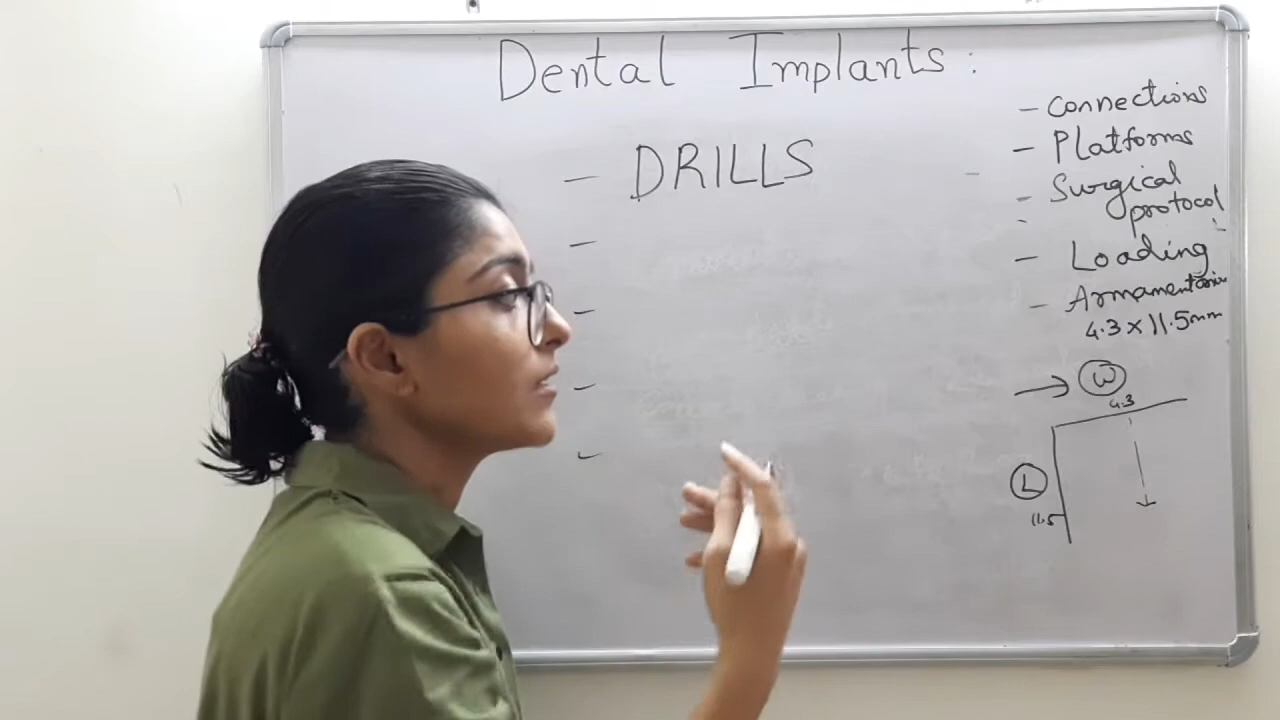 Dental Implants :
- DRILLS
-
-
-
-
- Connections
- Platforms
- Surgical
protocol
- Loading
- Armamentarium
4.3 x 11.5mm
→ W
4.3
L
11.5